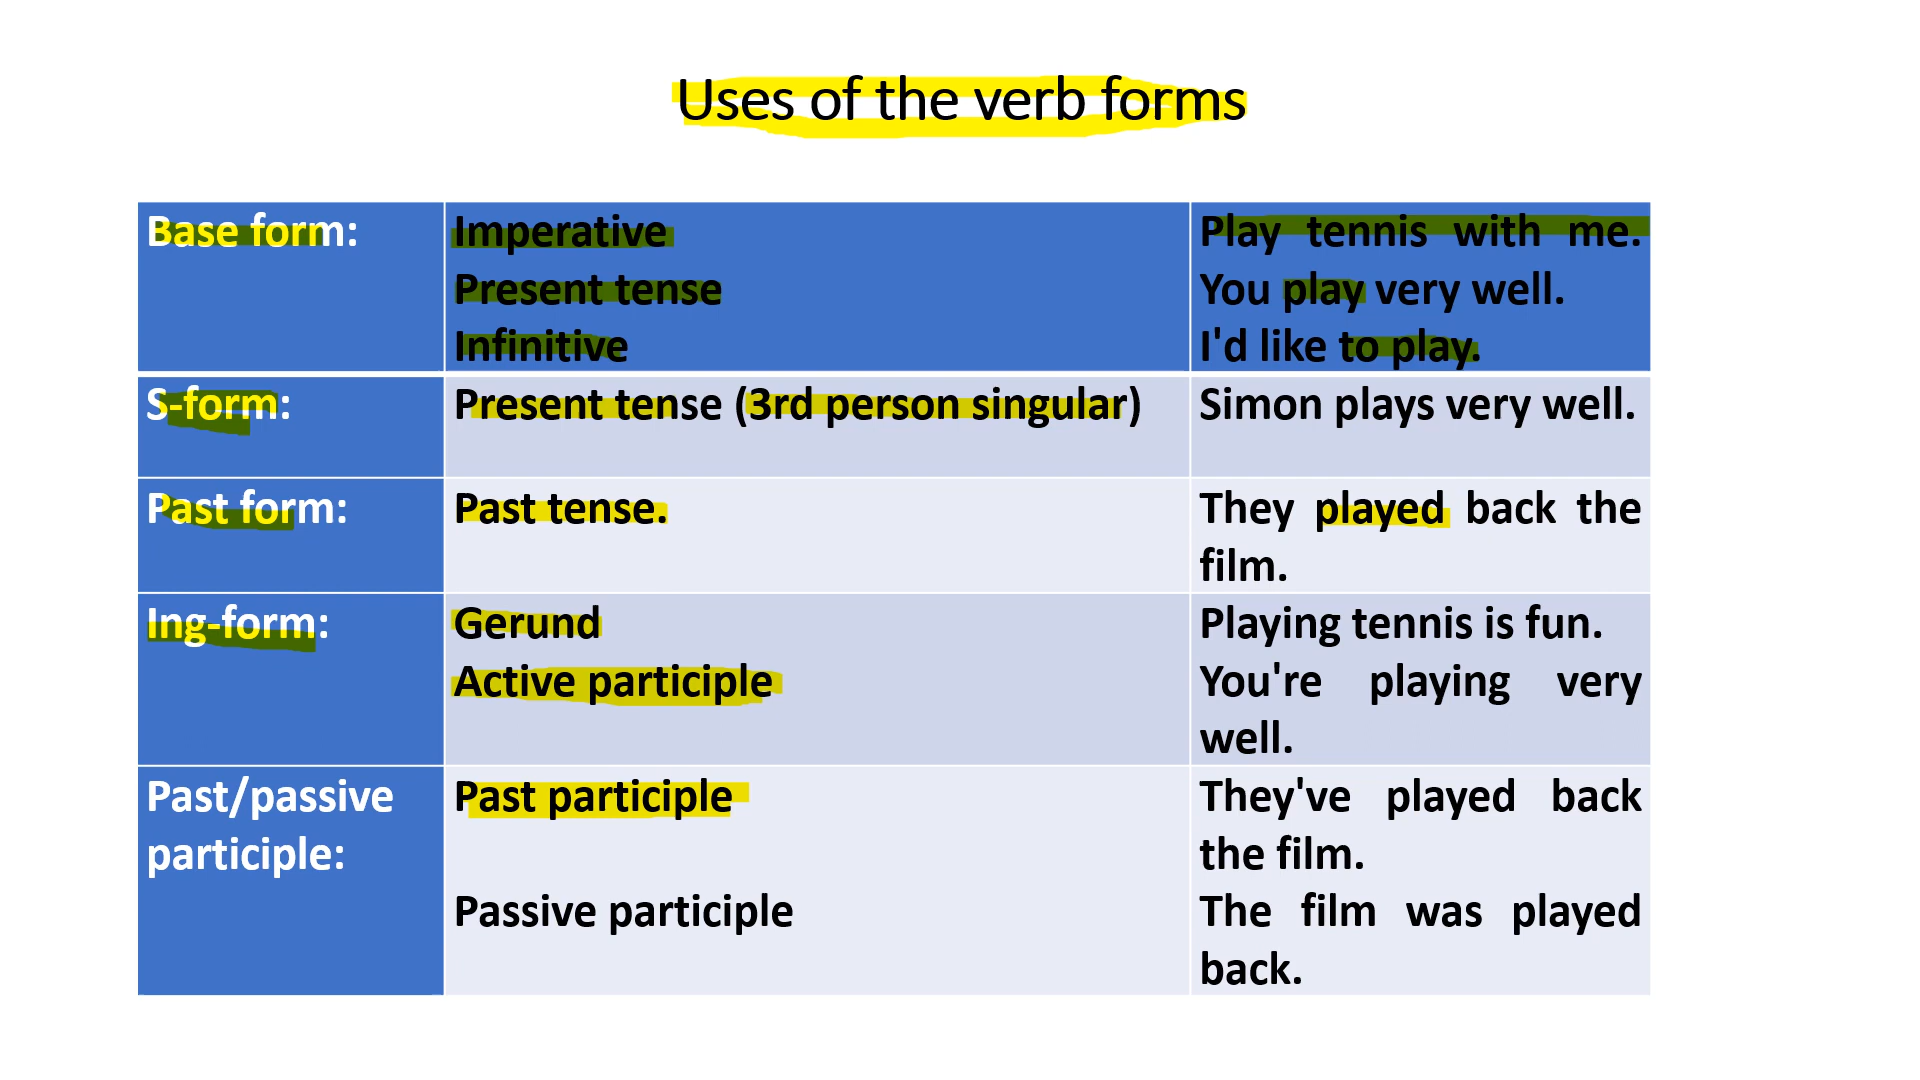 Uses of the verb forms
Base form:
Imperative
Present tense
Infinitive
Play tennis with me.
You play very well.
I'd like to play.
S-form:
Present tense (3rd person singular)
Simon plays very well.
Past form:
Past tense.
They played back the
film.
Ing-form:
Gerund
Active participle
Playing tennis is fun.
You're playing very
well.
Past/passive
participle:
Past participle
Passive participle
They've played back
the film.
The film was played
back.